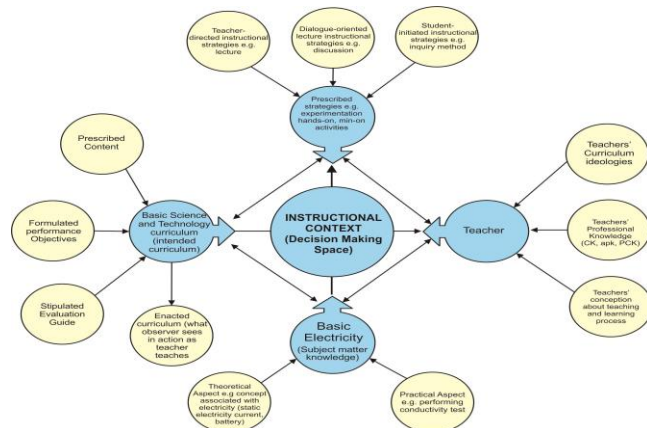 Teacher-
directed instructional
strategies e.g.
lecture
Dialogue-oriented
lecture instructional
strategies e.g.
discussion
Student-
initiated instructional
strategies e.g.
inquiry method
Prescribed
strategies e.g.
experimentation
hands-on, min-on
activities
Prescribed
Content
Formulated
performance
Objectives
Stipulated
Evaluation
Guide
Basic Science
and Technology
curriculum
(intended
curriculum)
Enacted
curriculum (what
observer sees
in action as
teacher
teaches
INSTRUCTIONAL
CONTEXT
(Decision Making
Space)
Teacher
Teachers'
Curriculum
ideologies
Teachers'
Professional
Knowledge
(CK, apk, PCK)
Teachers'
conception
about teaching
and learning
process
Basic
Electricity
(Subject matter
knowledge)
Theoretical
Aspect e.g concept
associated with
electricity (static
electricity current,
battery)
Practical Aspect
e.g. performing
conductivity test